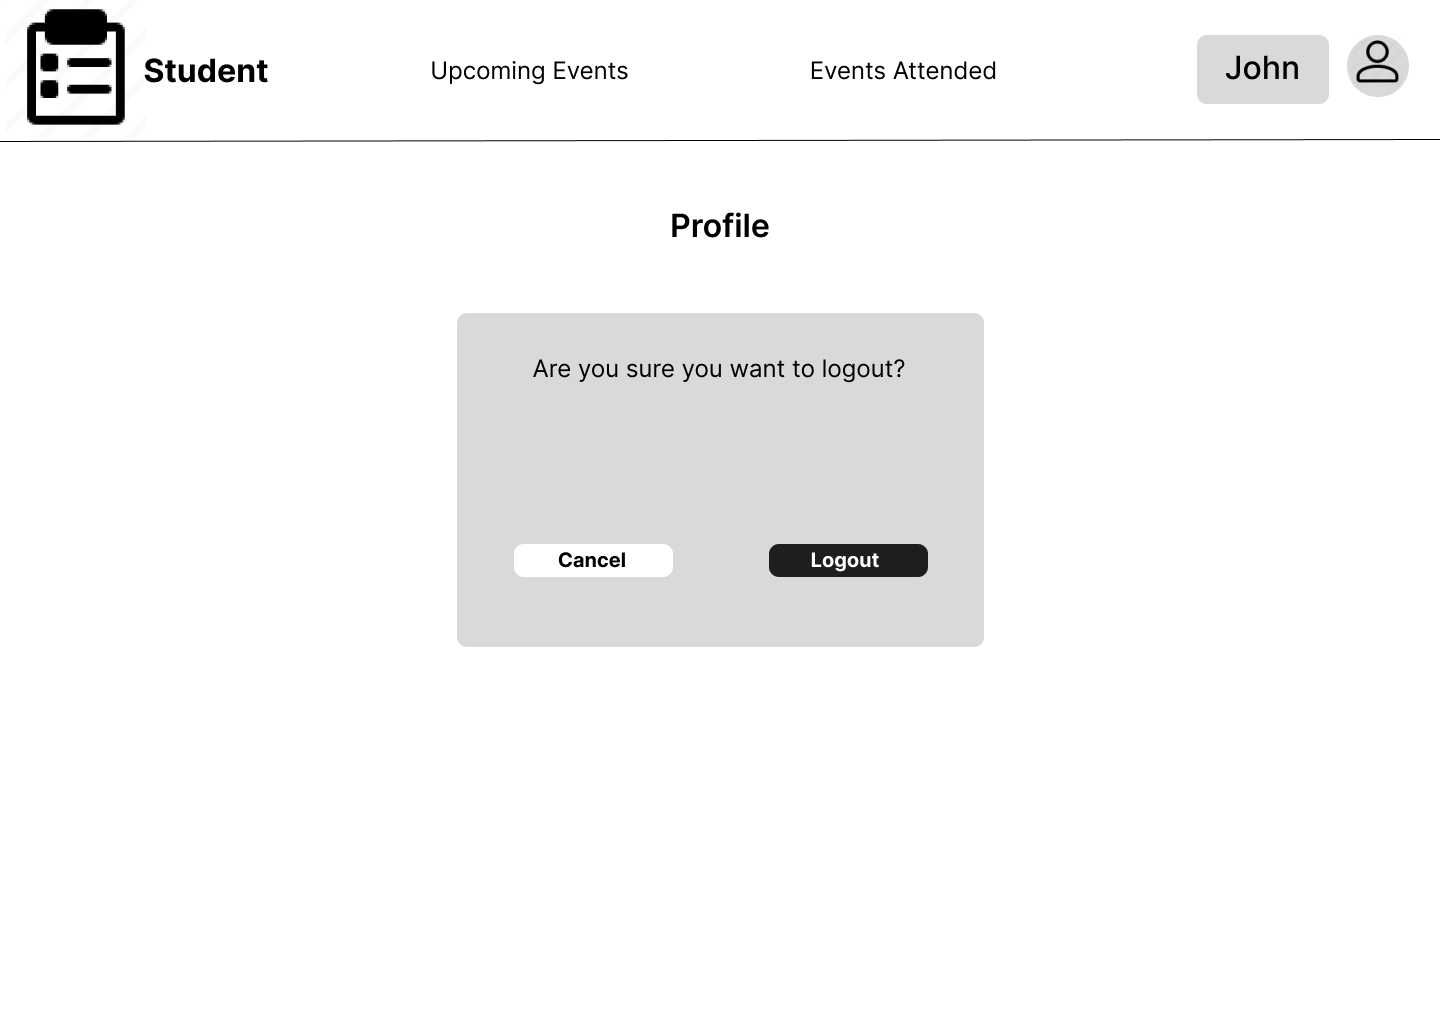 Student
Upcoming Events
Events Attended
John
Profile
Are you sure you want to logout?
Cancel
Logout